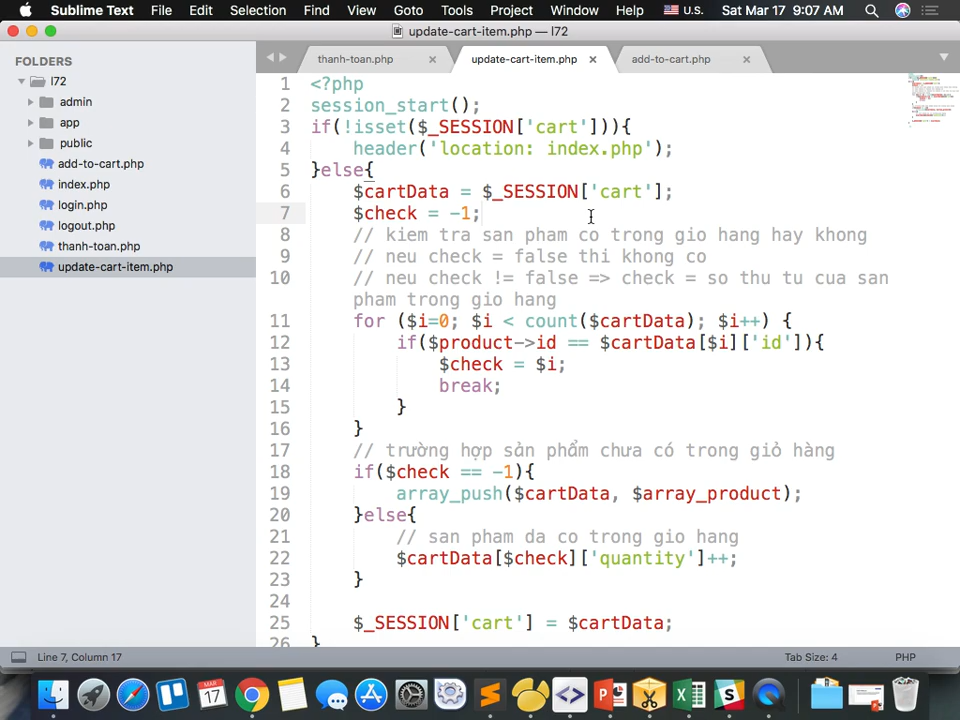 Sublime Text File Edit Selection Find View Goto Tools Project Window Help U.S. Sat Mar 17 9:07 AM
update-cart-item.php — l72
FOLDERS
l72
admin
app
public
add-to-cart.php
index.php
login.php
logout.php
thanh-toan.php
update-cart-item.php
thanh-toan.php × update-cart-item.php × add-to-cart.php ×
1 <?php
2 session_start();
3 if(!isset($_SESSION['cart'])){
4 header('location: index.php');
5 }else{
6 $cartData = $_SESSION['cart'];
7 $check = -1;
8 // kiem tra san pham co trong gio hang hay khong
9 // neu check = false thi khong co
10 // neu check != false => check = so thu tu cua san
pham trong gio hang
11 for ($i=0; $i < count($cartData); $i++) {
12 if($product->id == $cartData[$i]['id']){
13 $check = $i;
14 break;
15 }
16 }
17 // trường hợp sản phẩm chưa có trong giỏ hàng
18 if($check == -1){
19 array_push($cartData, $array_product);
20 }else{
21 // san pham da co trong gio hang
22 $cartData[$check]['quantity']++;
23 }
24
25 $_SESSION['cart'] = $cartData;
26 }
Line 7, Column 17 Tab Size: 4 PHP
17